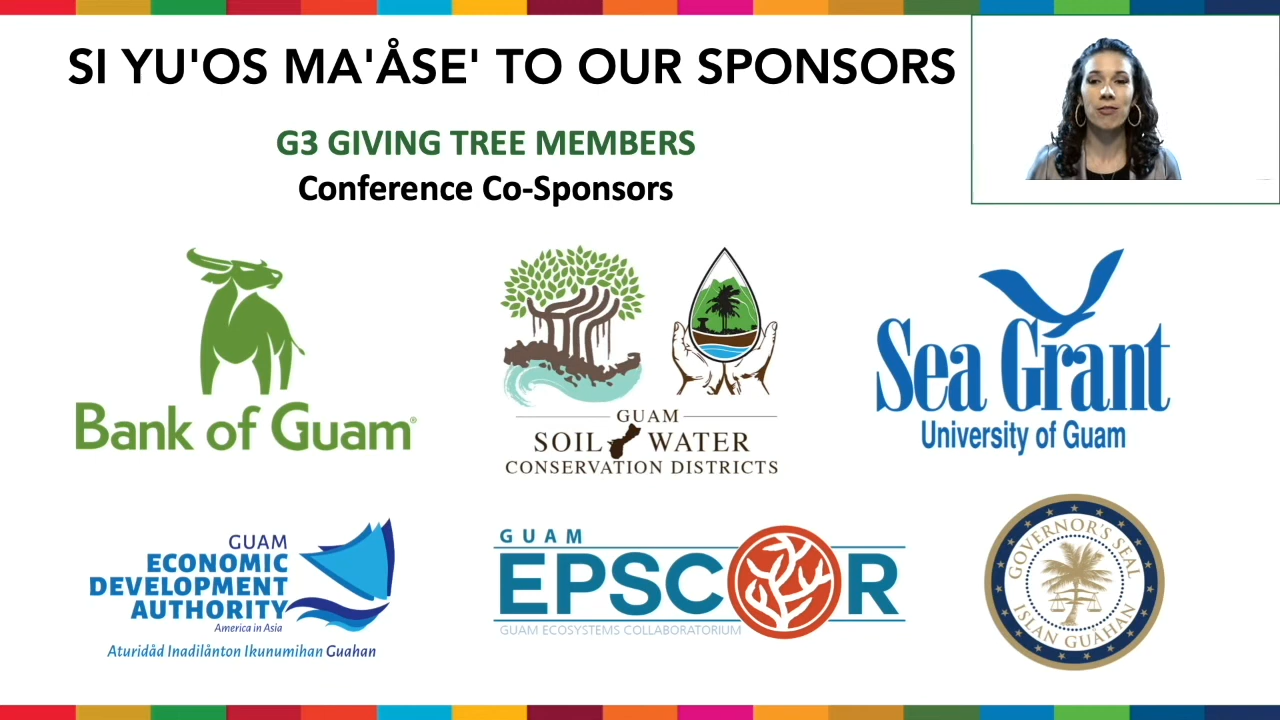 SI YU'OS MA'ÅSE' TO OUR SPONSORS
G3 GIVING TREE MEMBERS
Conference Co-Sponsors
Bank of Guam®
GUAM
SOIL WATER
CONSERVATION DISTRICTS
Sea Grant
University of Guam
GUAM
ECONOMIC
DEVELOPMENT
AUTHORITY
America in Asia
Aturidåd Inadilånton Ikunumihan Guahan
GUAM
EPSCOR
GUAM ECOSYSTEMS COLLABORATORIUM
GOVERNOR'S SEAL
ISLAN GUÅHAN